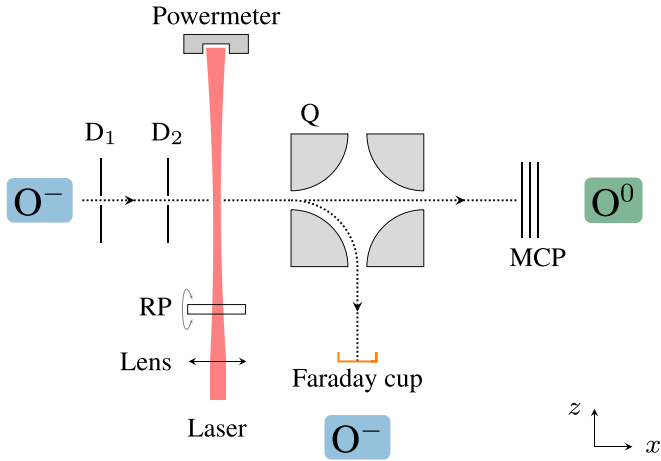 Powermeter
D₁ D₂ Q
O⁻ O⁰
MCP
RP
Lens
Faraday cup
Laser
O⁻
z
x